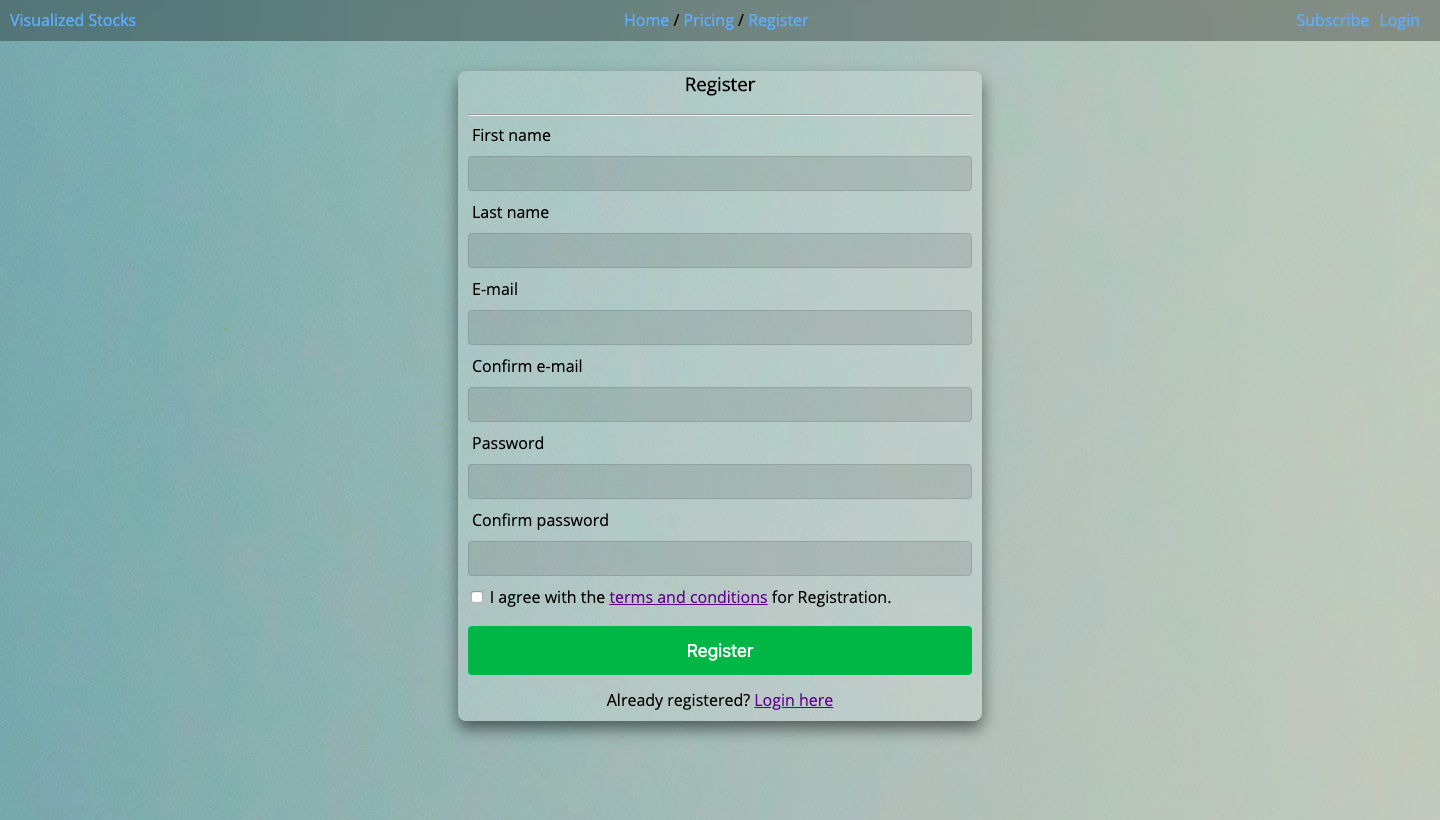 Visualized Stocks
Home / Pricing / Register
Subscribe Login
Register
First name
Last name
E-mail
Confirm e-mail
Password
Confirm password
I agree with the terms and conditions for Registration.
Register
Already registered? Login here